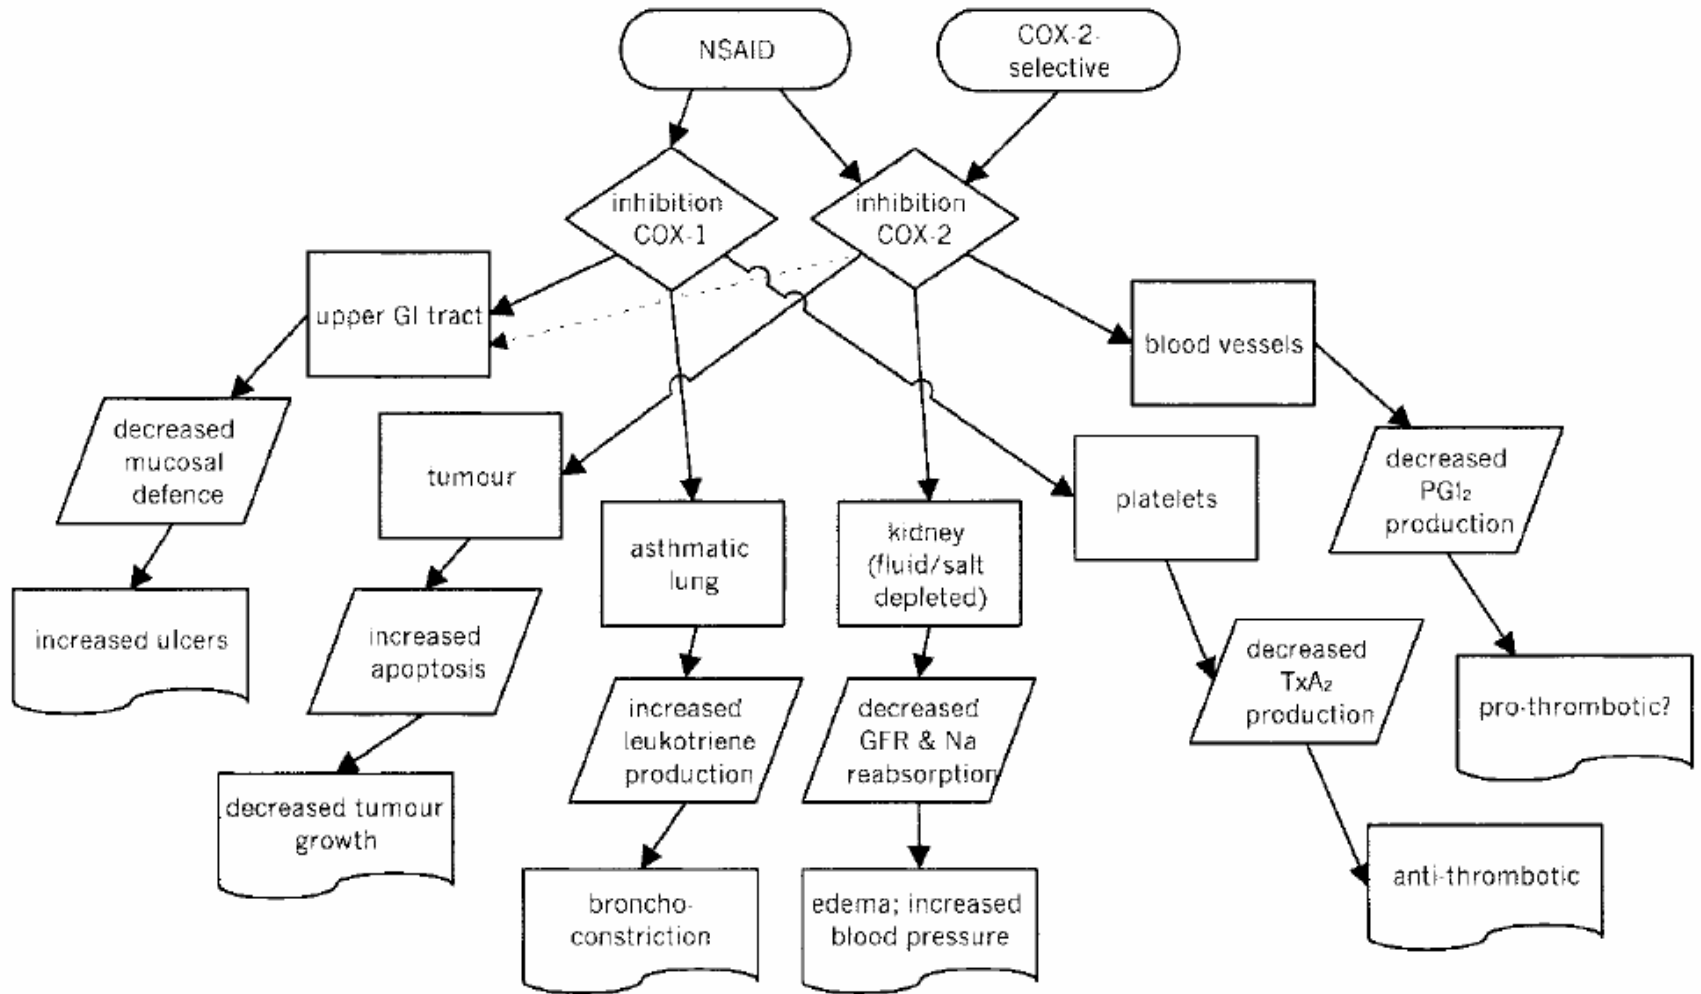 NSAID
COX-2-
selective
inhibition
COX-1
inhibition
COX-2
upper GI tract
blood vessels
decreased
mucosal
defence
tumour
asthmatic
lung
kidney
(fluid/salt
depleted)
platelets
decreased
PGI₂
production
increased ulcers
increased
apoptosis
increased
leukotriene
production
decreased
GFR & Na
reabsorption
decreased
TxA₂
production
pro-thrombotic?
decreased tumour
growth
broncho-
constriction
edema; increased
blood pressure
anti-thrombotic